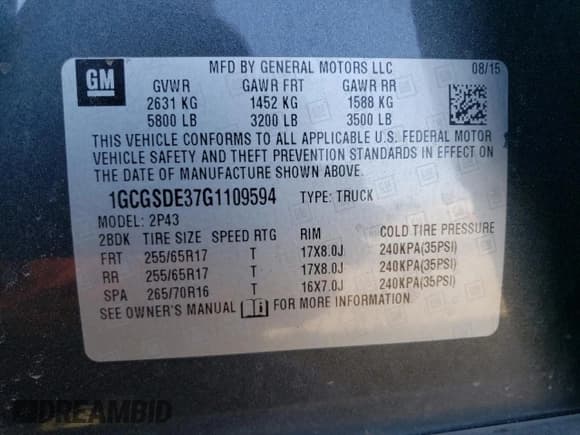 GM
MFD BY GENERAL MOTORS LLC 08/15
GVWR GAWR FRT GAWR RR
2631 KG 1452 KG 1588 KG
5800 LB 3200 LB 3500 LB
THIS VEHICLE CONFORMS TO ALL APPLICABLE U.S. FEDERAL MOTOR
VEHICLE SAFETY AND THEFT PREVENTION STANDARDS IN EFFECT ON
THE DATE OF MANUFACTURE SHOWN ABOVE.
1GCGSDE37G1109594 TYPE: TRUCK
MODEL: 2P43
2BDK TIRE SIZE SPEED RTG RIM COLD TIRE PRESSURE
FRT 255/65R17 T 17X8.0J 240KPA(35PSI)
RR 255/65R17 T 17X8.0J 240KPA(35PSI)
SPA 265/70R16 T 16X7.0J 240KPA(35PSI)
SEE OWNER'S MANUAL FOR MORE INFORMATION
DREAMBID